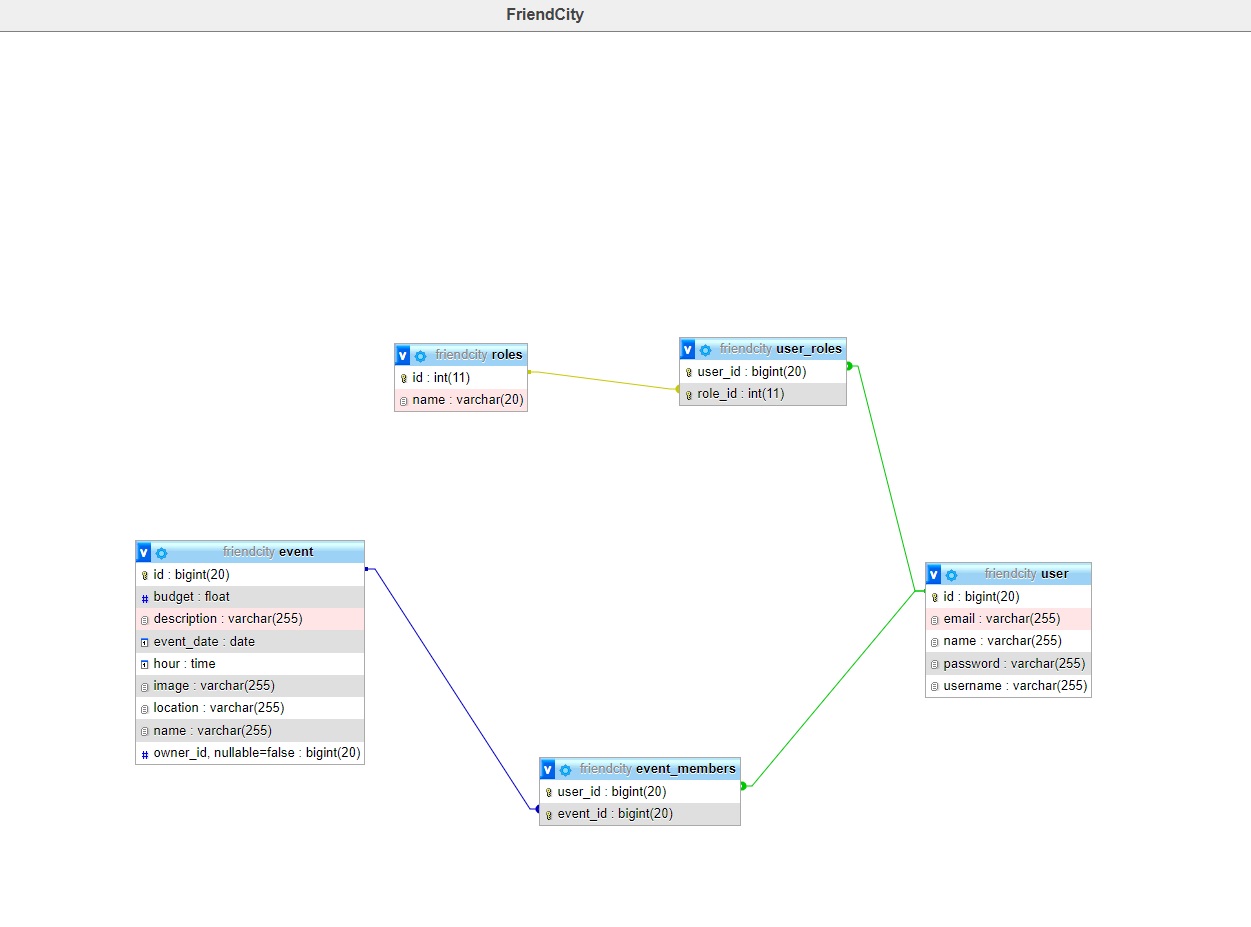 FriendCity
friendcity roles
id : int(11)
name : varchar(20)
friendcity user_roles
user_id : bigint(20)
role_id : int(11)
friendcity event
id : bigint(20)
budget : float
description : varchar(255)
event_date : date
hour : time
image : varchar(255)
location : varchar(255)
name : varchar(255)
owner_id, nullable=false : bigint(20)
friendcity user
id : bigint(20)
email : varchar(255)
name : varchar(255)
password : varchar(255)
username : varchar(255)
friendcity event_members
user_id : bigint(20)
event_id : bigint(20)